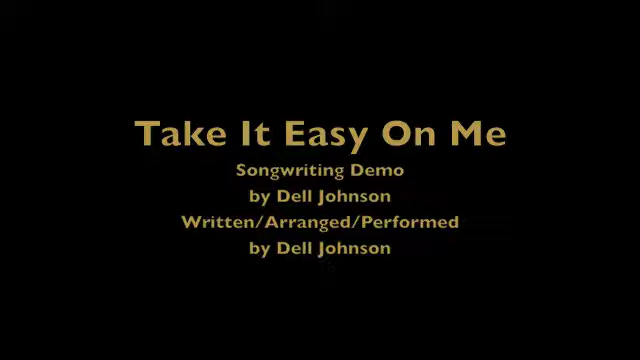 Take It Easy On Me
Songwriting Demo
by Dell Johnson
Written/Arranged/Performed
by Dell Johnson